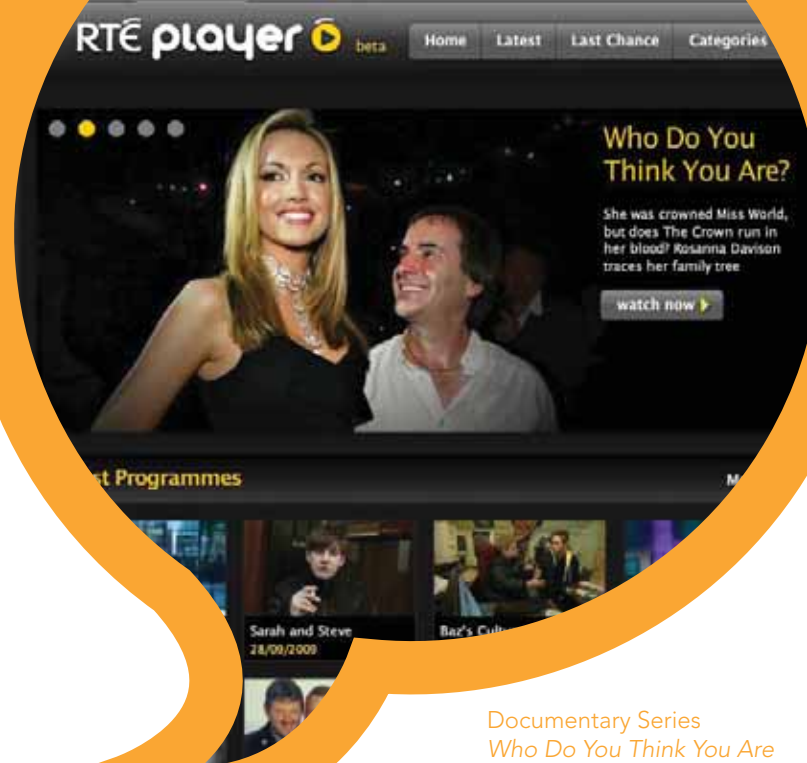 RTÉ player beta
Home Latest Last Chance Categories
Who Do You
Think You Are?
She was crowned Miss World,
but does The Crown run in
her blood? Rosanna Davison
traces her family tree
watch now
Programmes
Sarah and Steve
28/09/2009
Baz's
Documentary Series
Who Do You Think You Are